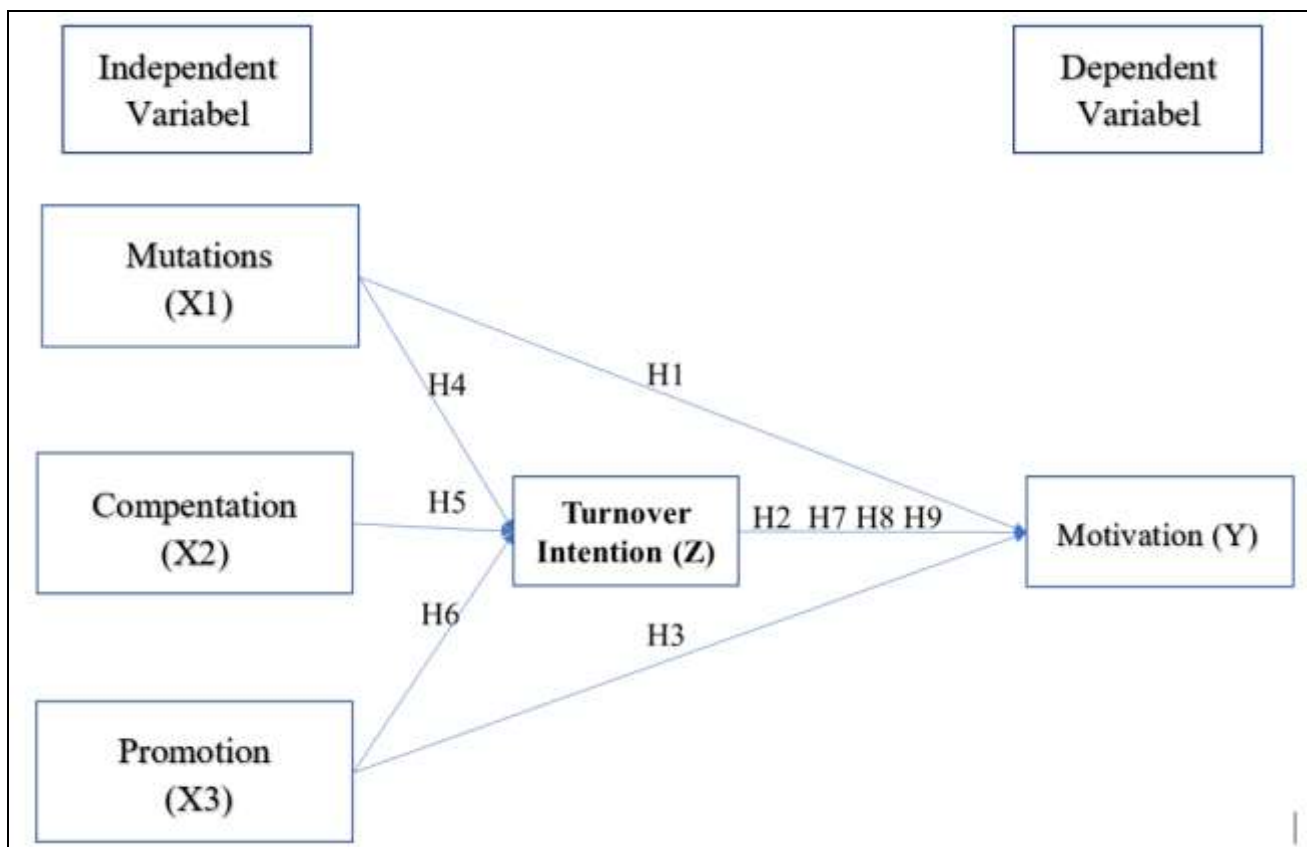 Independent
Variabel
Dependent
Variabel
Mutations
(X1)
H1
H4
Compentation
(X2)
H5
Turnover
Intention (Z)
H2 H7 H8 H9
Motivation (Y)
H6
H3
Promotion
(X3)